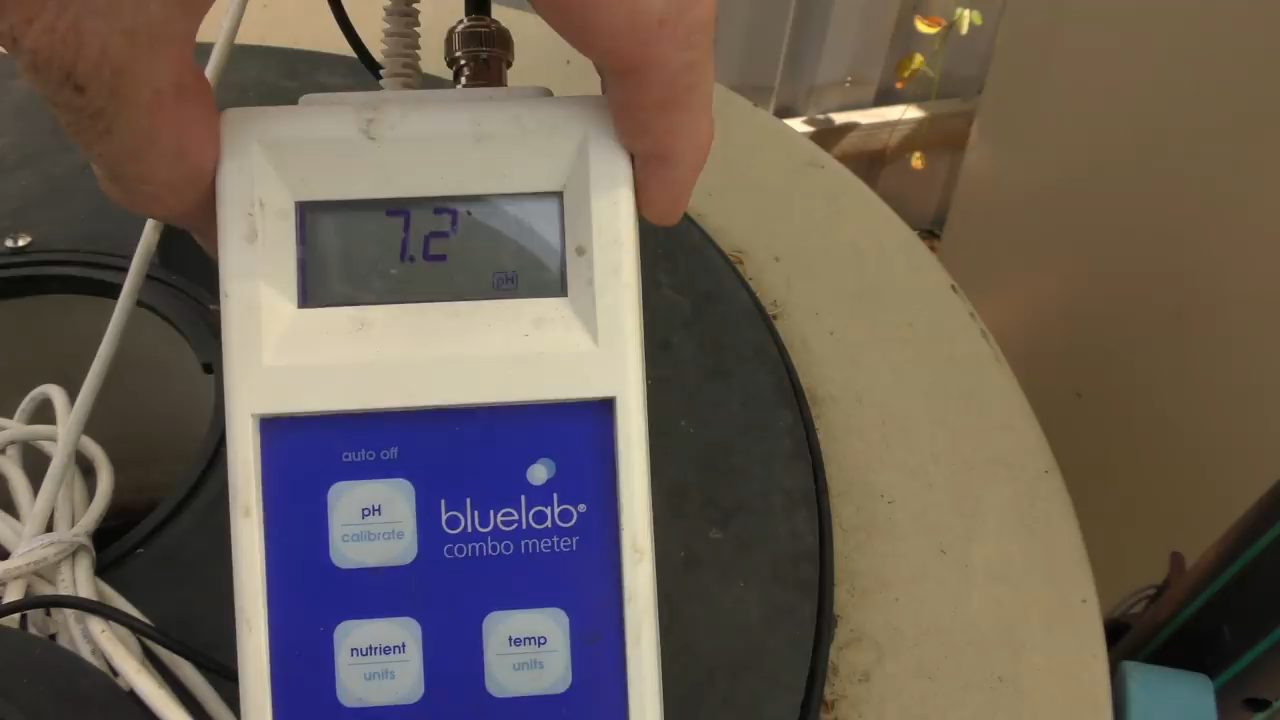 7.2
pH
auto off
pH
calibrate
bluelab®
combo meter
nutrient
units
temp
units